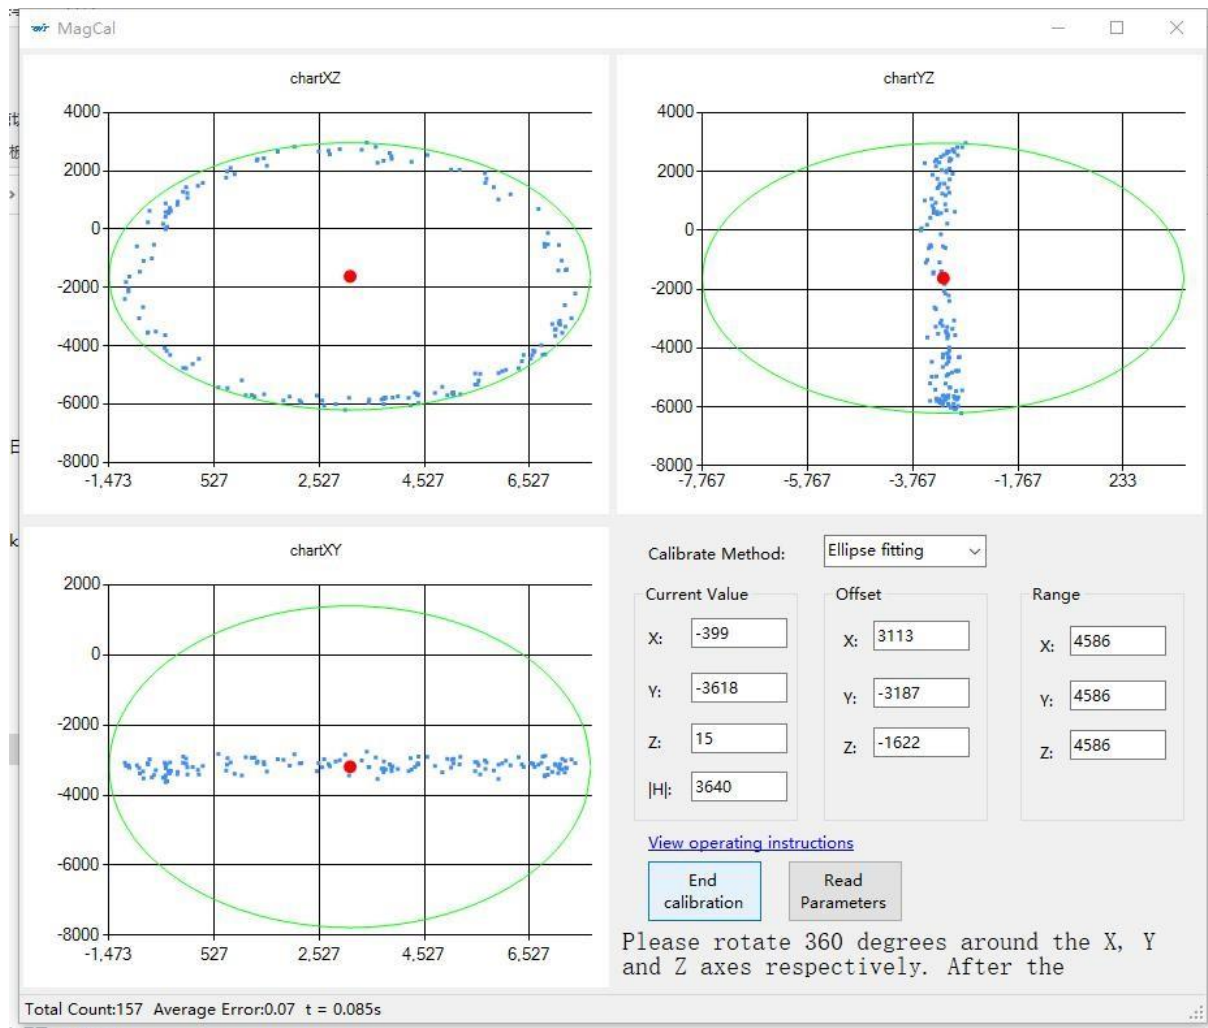 MagCal
chartXZ
4000
2000
0
-2000
-4000
-6000
-8000
-1,473 527 2,527 4,527 6,527
chartYZ
4000
2000
0
-2000
-4000
-6000
-8000
-7,767 -5,767 -3,767 -1,767 233
chartXY
2000
0
-2000
-4000
-6000
-8000
-1,473 527 2,527 4,527 6,527
Calibrate Method: Ellipse fitting
Current Value
X: -399
Y: -3618
Z: 15
|H|: 3640
Offset
X: 3113
Y: -3187
Z: -1622
Range
X: 4586
Y: 4586
Z: 4586
View operating instructions
End
calibration
Read
Parameters
Please rotate 360 degrees around the X, Y
and Z axes respectively. After the
Total Count:157 Average Error:0.07 t = 0.085s